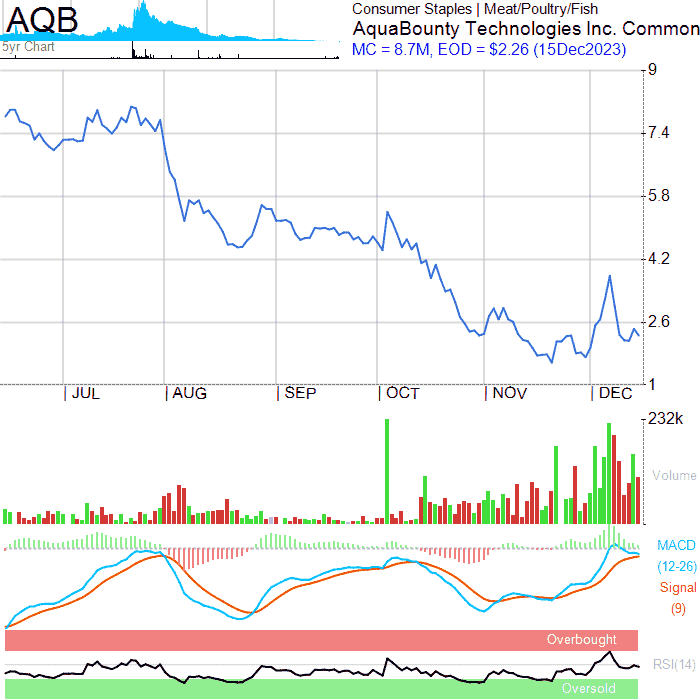 AQB
5yr Chart
Consumer Staples | Meat/Poultry/Fish
AquaBounty Technologies Inc. Common
MC = 8.7M, EOD = $2.26 (15Dec2023)
9
7.4
5.8
4.2
2.6
1
JUL AUG SEP OCT NOV DEC
232k
Volume
MACD
(12-26)
Signal
(9)
Overbought
RSI(14)
Oversold